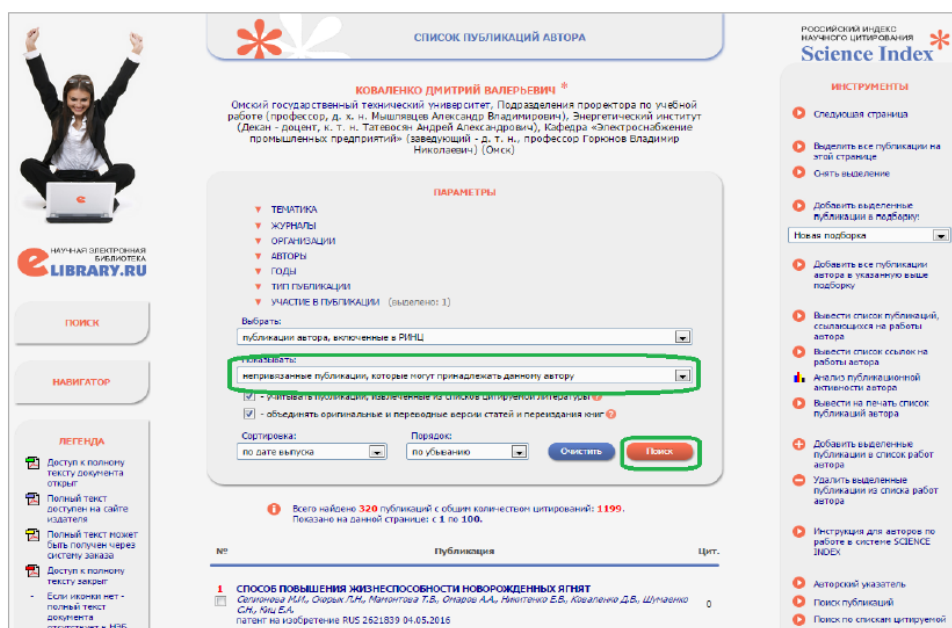 СПИСОК ПУБЛИКАЦИЙ АВТОРА
КОВАЛЕНКО ДМИТРИЙ ВАЛЕРЬЕВИЧ *
Омский государственный технический университет, Подразделения проректора по учебной
работе (профессор, д. х. н. Мышлявцев Александр Владимирович), Энергетический институт
(Декан - доцент, к. т. н. Татевосян Андрей Александрович), Кафедра «Электроснабжение
промышленных предприятий» (заведующий - д. т. н., профессор Горюнов Владимир
Николаевич) (Омск)
НАУЧНАЯ ЭЛЕКТРОННАЯ
БИБЛИОТЕКА
eLIBRARY.RU
ПОИСК
НАВИГАТОР
ЛЕГЕНДА
Доступ к полному
тексту документа
открыт
Полный текст
доступен на сайте
издателя
Полный текст может
быть получен через
систему заказа
Доступ к полному
тексту закрыт
- Если иконки нет -
полный текст
документа
отсутствует в НЭБ
ПАРАМЕТРЫ
ТЕМАТИКА
ЖУРНАЛЫ
ОРГАНИЗАЦИИ
АВТОРЫ
ГОДЫ
ТИП ПУБЛИКАЦИИ
УЧАСТИЕ В ПУБЛИКАЦИИ (выделено: 1)
Выбрать:
публикации автора, включенные в РИНЦ
Показывать:
непривязанные публикации, которые могут принадлежать данному автору
- учитывать публикации, извлеченные из списков цитируемой литературы ?
- объединять оригинальные и переводные версии статей и переиздания книг ?
Сортировка: Порядок:
по дате выпуска по убыванию Очистить Поиск
Всего найдено 320 публикаций с общим количеством цитирований: 1199.
Показано на данной странице: с 1 по 100.
№ Публикация Цит.
1 СПОСОБ ПОВЫШЕНИЯ ЖИЗНЕСПОСОБНОСТИ НОВОРОЖДЕННЫХ ЯГНЯТ
Селионова М.И., Скорых Л.Н., Мамонтова Т.В., Омаров А.А., Никитенко Е.В., Коваленко Д.В., Шумаенко
С.Н., Киц Е.А. 0
патент на изобретение RUS 2621839 04.05.2016
РОССИЙСКИЙ ИНДЕКС
НАУЧНОГО ЦИТИРОВАНИЯ
Science Index *
ИНСТРУМЕНТЫ
Следующая страница
Выделить все публикации на
этой странице
Снять выделение
Добавить выделенные
публикации в подборку:
Новая подборка
Добавить все публикации
автора в указанную выше
подборку
Вывести список публикаций,
ссылающихся на работы
автора
Вывести список ссылок на
работы автора
Анализ публикационной
активности автора
Вывести на печать список
публикаций автора
Добавить выделенные
публикации в список работ
автора
Удалить выделенные
публикации из списка работ
автора
Инструкция для авторов по
работе в системе SCIENCE
INDEX
Авторский указатель
Поиск публикаций
Поиск по спискам цитируемой